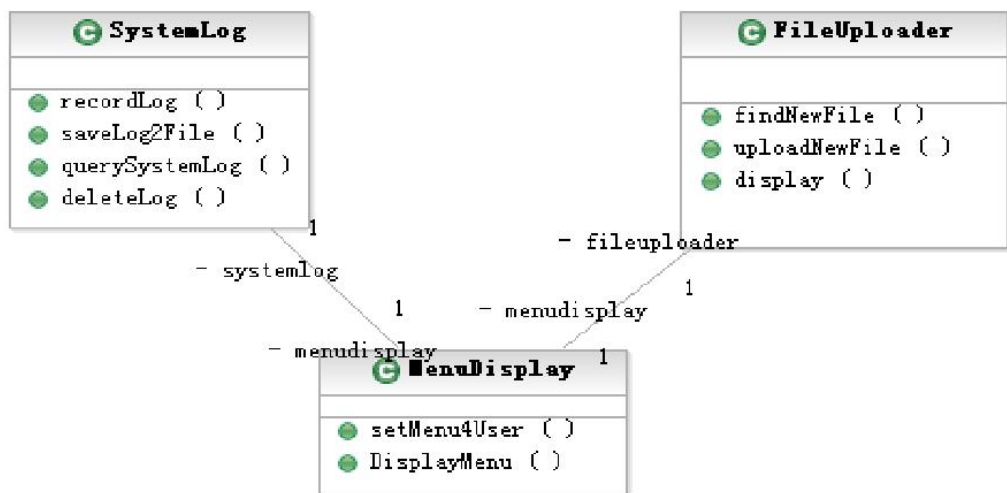 SystemLog
recordLog ( )
saveLog2File ( )
querySystemLog ( )
deleteLog ( )
FileUploader
findNewFile ( )
uploadNewFile ( )
display ( )
1
- systemlog
- fileuploader
1
1
- menudisplay
- menudisplay
1
MenuDisplay
setMenu4User ( )
DisplayMenu ( )